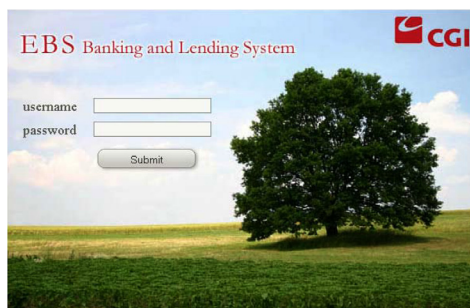 CGI
EBS Banking and Lending System
username
password
Submit